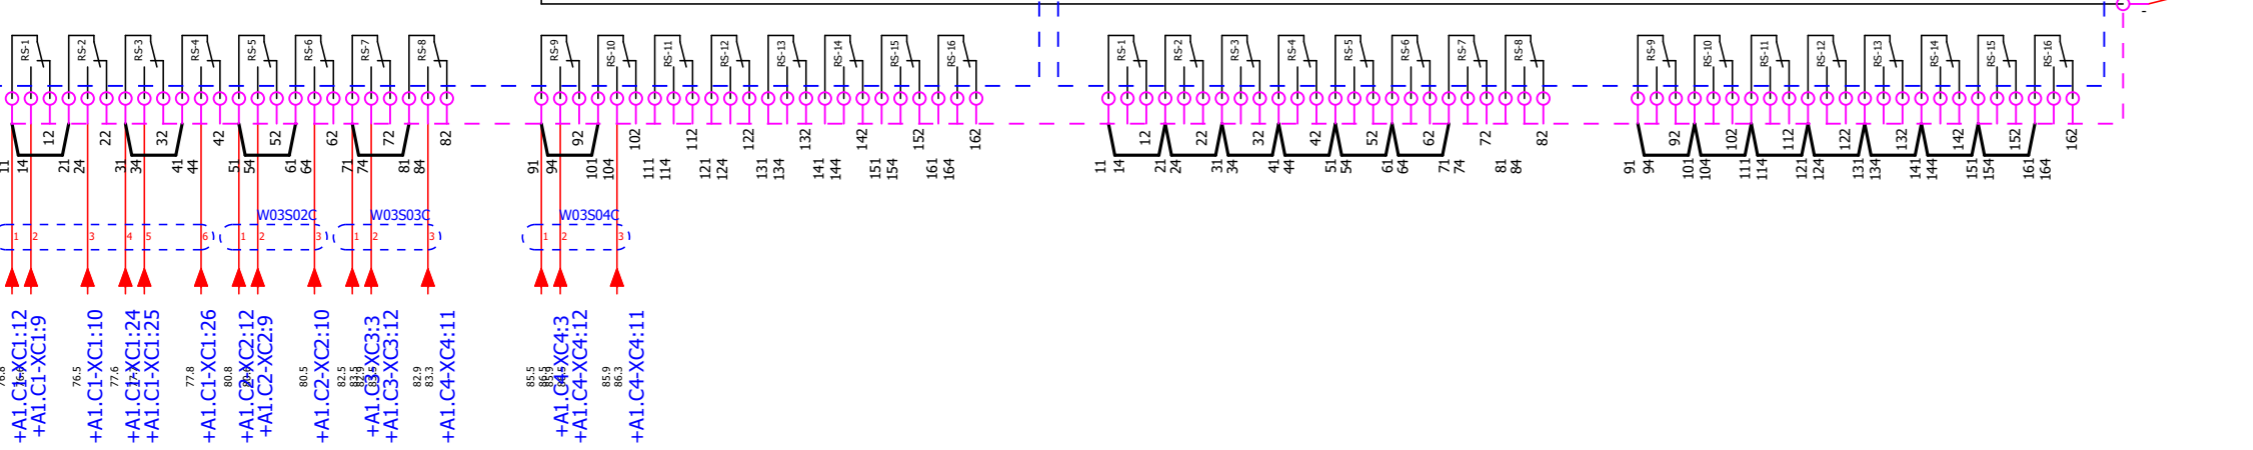 -
RS-1 RS-2 RS-3 RS-4 RS-5 RS-6 RS-7 RS-8 RS-9 RS-10 RS-11 RS-12 RS-13 RS-14 RS-15 RS-16 RS-1 RS-2 RS-3 RS-4 RS-5 RS-6 RS-7 RS-8 RS-9 RS-10 RS-11 RS-12 RS-13 RS-14 RS-15 RS-16
12 22 32 42 52 62 72 82 92 102 112 122 132 142 152 162 12 22 32 42 52 62 72 82 92 102 112 122 132 142 152 162
11 14 21 24 31 34 41 44 51 54 61 64 71 74 81 84 91 94 101 104 111 114 121 124 131 134 141 144 151 154 161 164 11 14 21 24 31 34 41 44 51 54 61 64 71 74 81 84 91 94 101 104 111 114 121 124 131 134 141 144 151 154 161 164
W03S02C W03S03C W03S04C
1 2 3 4 5 6 1 2 3 1 2 3 1 2 3
+A1.C1-XC1:12
+A1.C1-XC1:9
+A1.C1-XC1:10
+A1.C1-XC1:24
+A1.C1-XC1:25
+A1.C1-XC1:26
+A1.C2-XC2:12
+A1.C2-XC2:9
+A1.C2-XC2:10
+A1.C3-XC3:3
+A1.C3-XC3:12
+A1.C4-XC4:11
+A1.C4-XC4:3
+A1.C4-XC4:12
+A1.C4-XC4:11
76.8 76.5 77.6 77.8 80.8 80.5 82.5 82.9 83.3 85.5 85.9 86.3